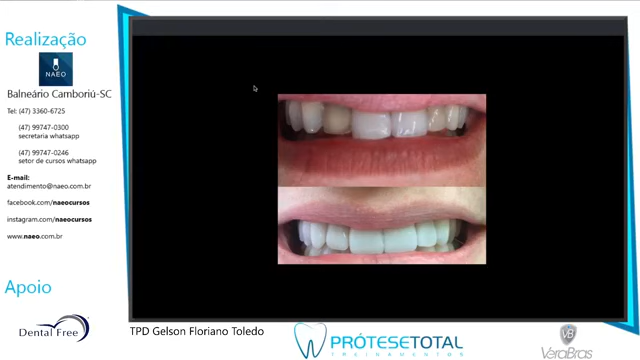 Realização
NAEO
Balneário Camboriú-SC
Tel: (47) 3360-6725
(47) 99747-0300
secretaria whatsapp
(47) 99747-0246
setor de cursos whatsapp
E-mail:
atendimento@naeo.com.br
facebook.com/naeocursos
instagram.com/naeocursos
www.naeo.com.br
Apoio
Dental Free
TPD Gelson Floriano Toledo
PRÓTESETOTAL
TREINAMENTOS
VB
VeraBras